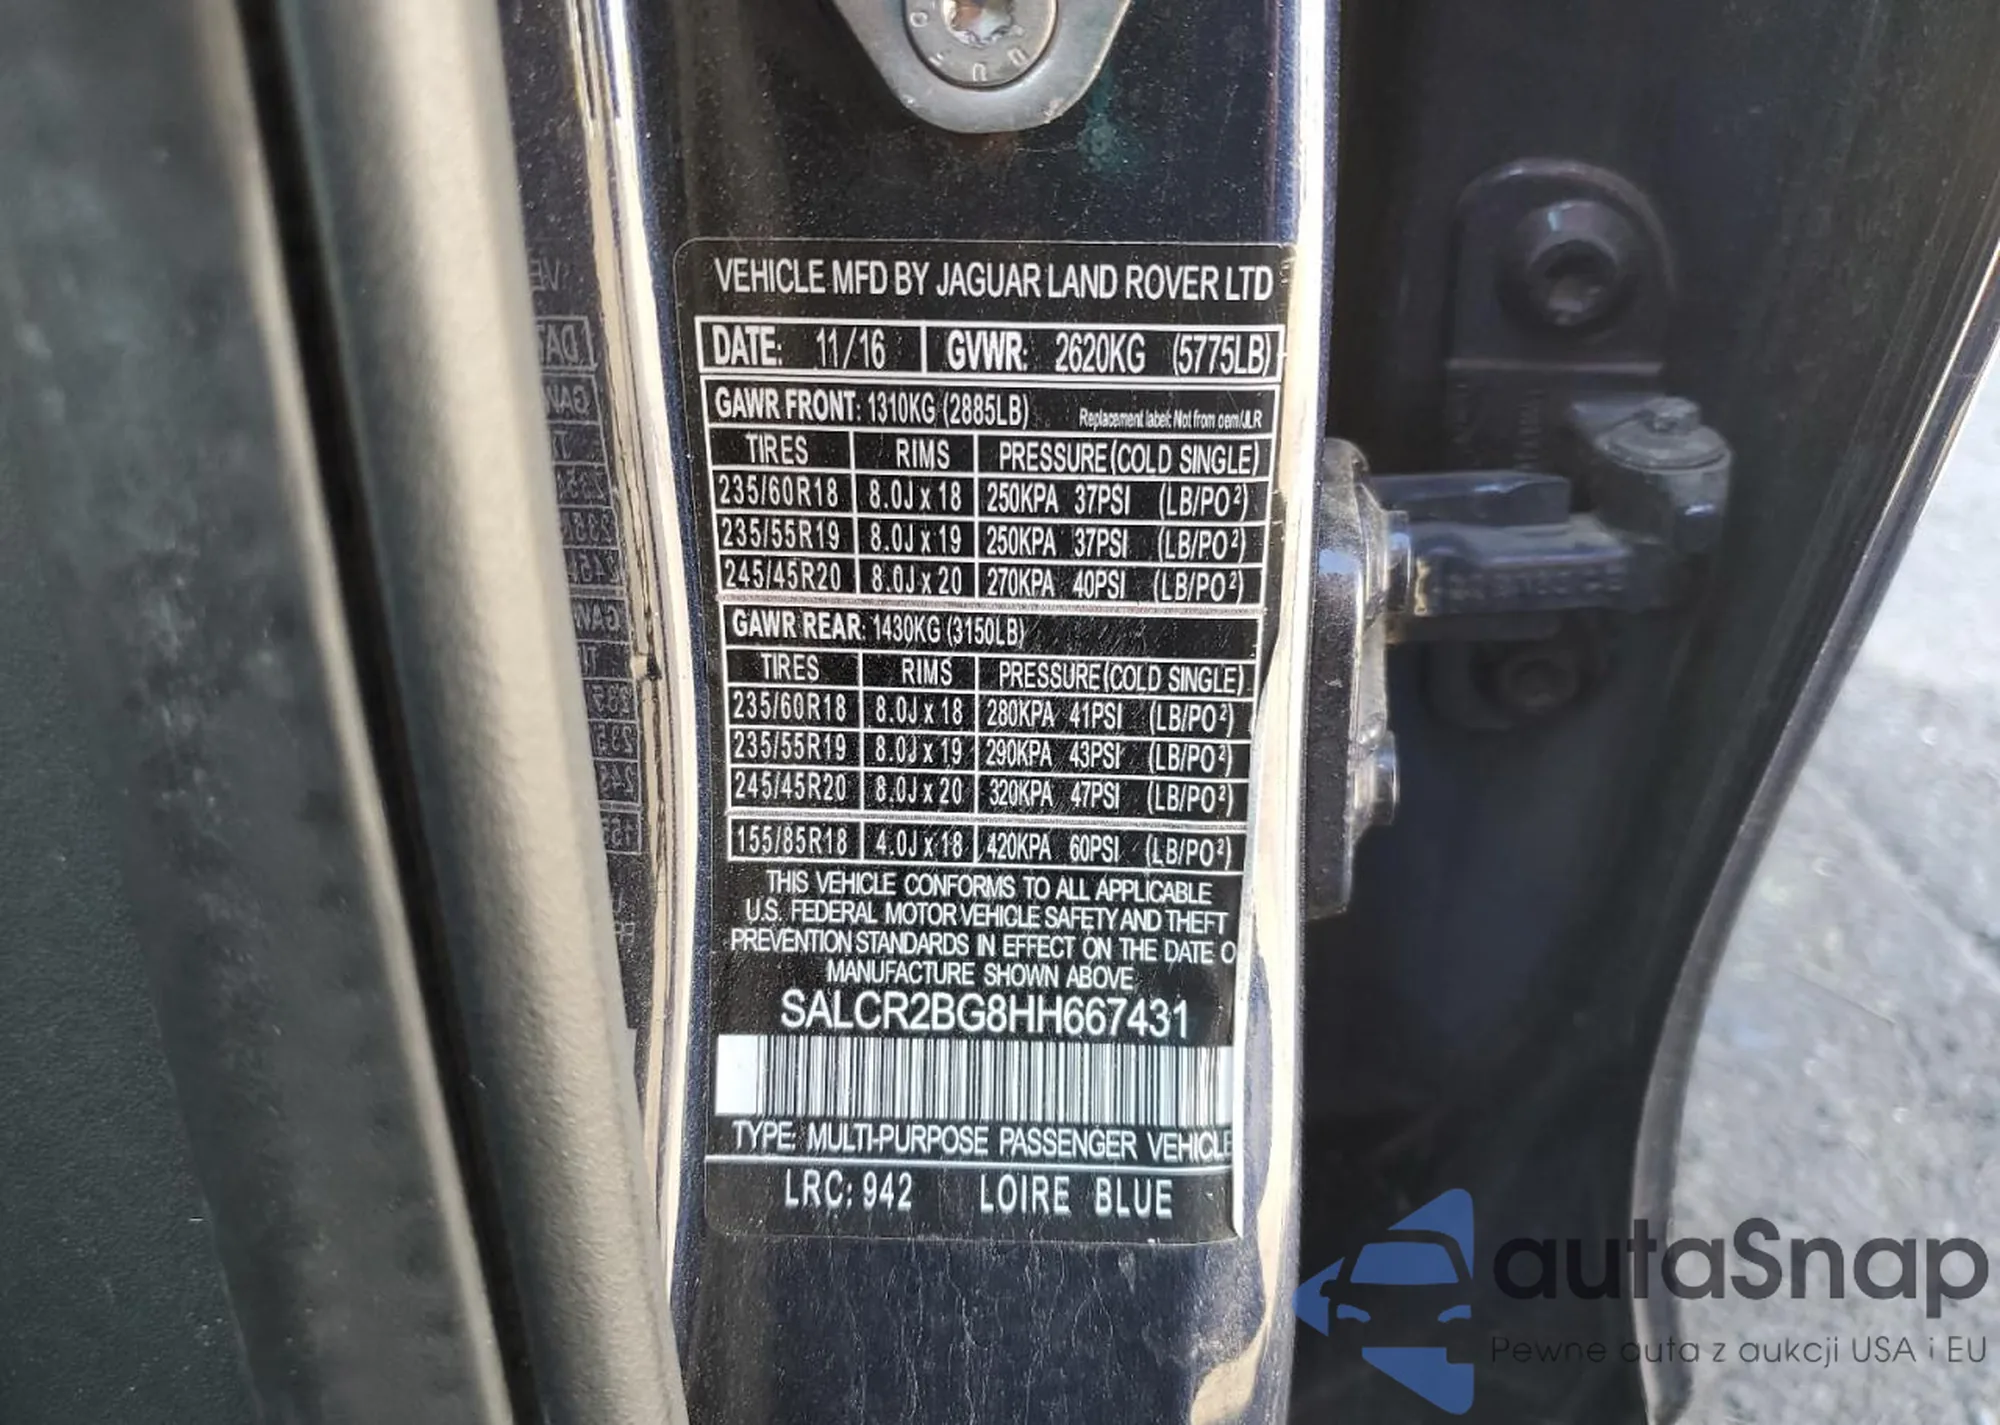 VEHICLE MFD BY JAGUAR LAND ROVER LTD
DATE: 11/16 GVWR: 2620KG (5775LB)
GAWR FRONT: 1310KG (2885LB) Replacement label: Not from oem/JLR
TIRES RIMS PRESSURE(COLD SINGLE)
235/60R18 8.0J x 18 250KPA 37PSI (LB/PO²)
235/55R19 8.0J x 19 250KPA 37PSI (LB/PO²)
245/45R20 8.0J x 20 270KPA 40PSI (LB/PO²)
GAWR REAR: 1430KG (3150LB)
TIRES RIMS PRESSURE(COLD SINGLE)
235/60R18 8.0J x 18 280KPA 41PSI (LB/PO²)
235/55R19 8.0J x 19 290KPA 43PSI (LB/PO²)
245/45R20 8.0J x 20 320KPA 47PSI (LB/PO²)
155/85R18 4.0J x 18 420KPA 60PSI (LB/PO²)
THIS VEHICLE CONFORMS TO ALL APPLICABLE
U.S. FEDERAL MOTOR VEHICLE SAFETY AND THEFT
PREVENTION STANDARDS IN EFFECT ON THE DATE O
MANUFACTURE SHOWN ABOVE
SALCR2BG8HH667431
TYPE: MULTI-PURPOSE PASSENGER VEHICLE
LRC: 942 LOIRE BLUE
autaSnap
Pewne auta z aukcji USA i EU